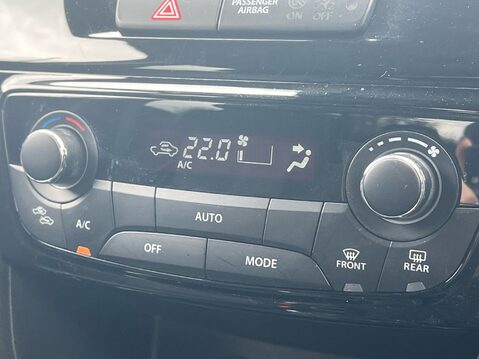 PASSENGER
AIRBAG
ON
OFF
22.0
A/C
AUTO
A/C
OFF
MODE
FRONT
REAR